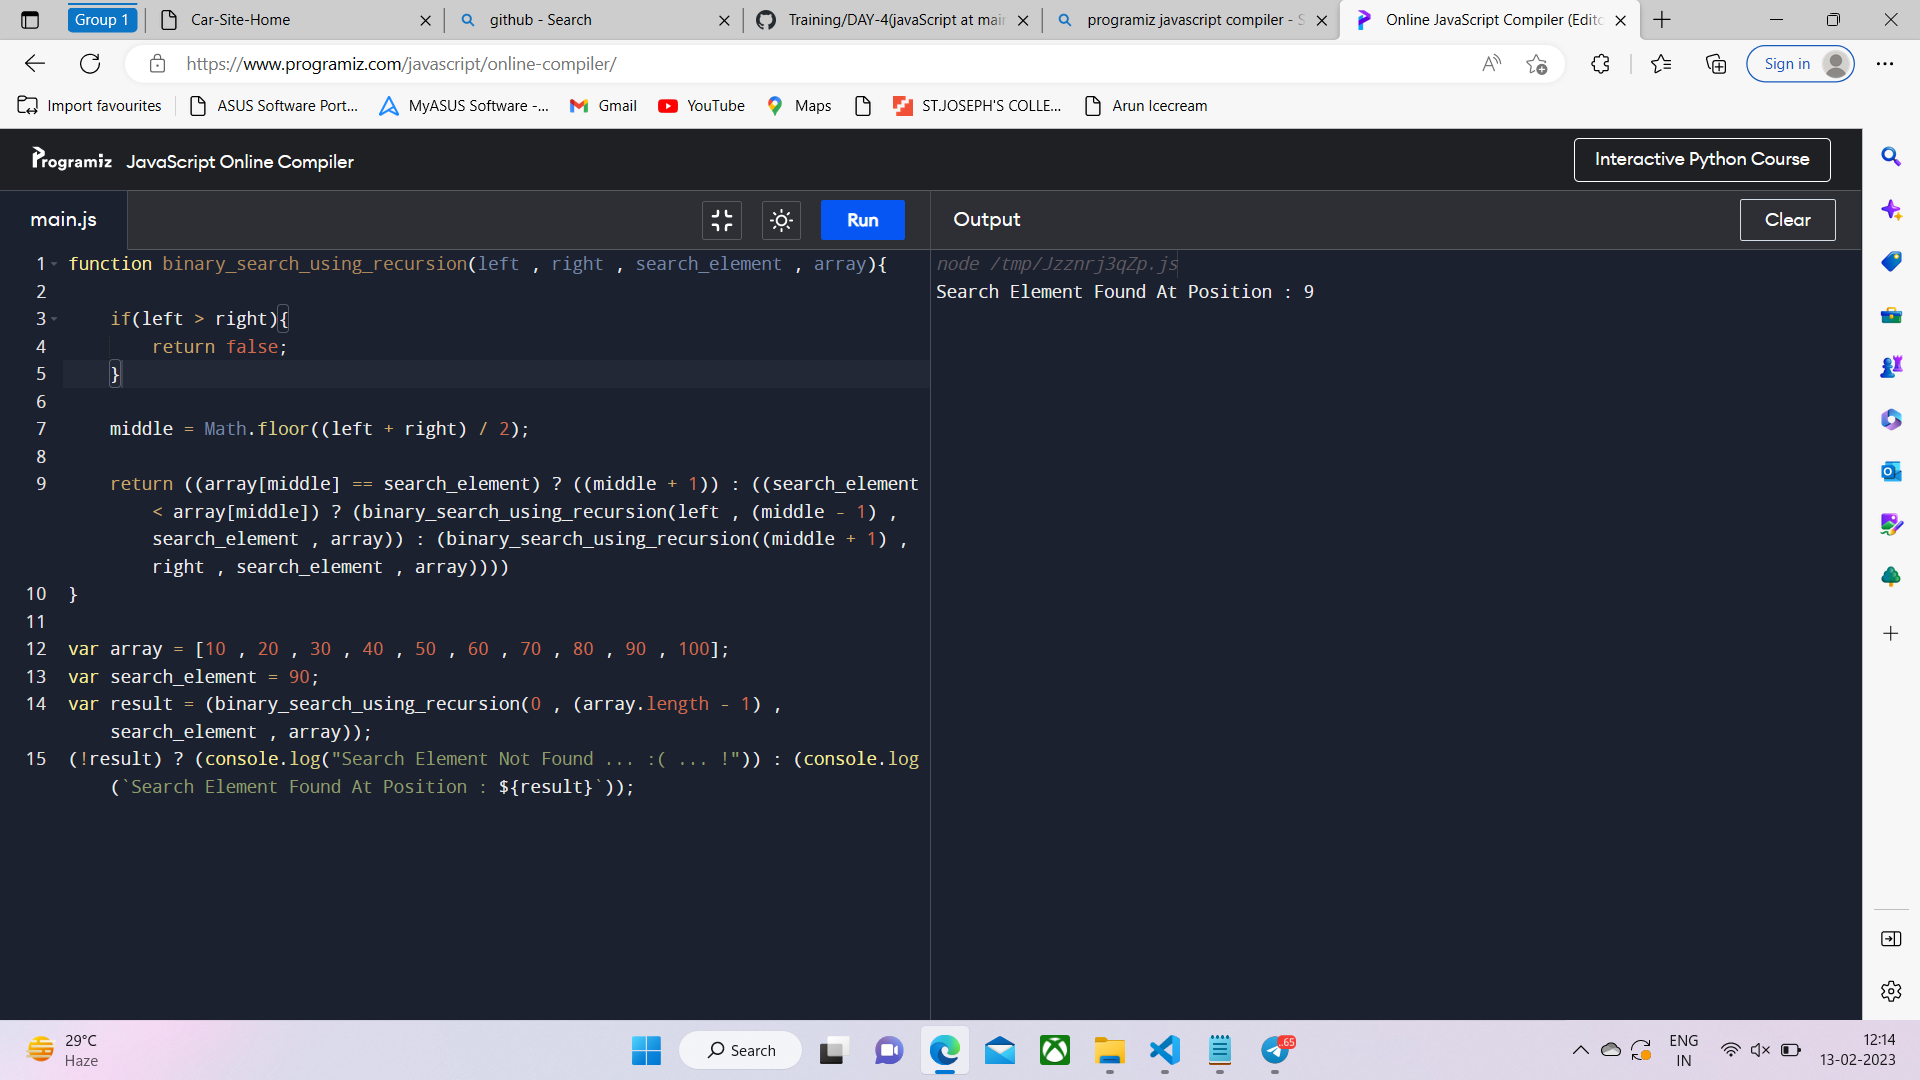 Group 1
Car-Site-Home
github - Search
Training/DAY-4(javaScript at mair
programiz javascript compiler - S
Online JavaScript Compiler (Edito
https://www.programiz.com/javascript/online-compiler/
Sign in
Import favourites
ASUS Software Port...
MyASUS Software -...
Gmail
YouTube
Maps
ST.JOSEPH'S COLLE...
Arun Icecream
Programiz JavaScript Online Compiler
Interactive Python Course
main.js
Run
Output
Clear
1 function binary_search_using_recursion(left , right , search_element , array){
2
3 if(left > right){
4 return false;
5 }
6
7 middle = Math.floor((left + right) / 2);
8
9 return ((array[middle] == search_element) ? ((middle + 1)) : ((search_element
< array[middle]) ? (binary_search_using_recursion(left , (middle - 1) ,
search_element , array)) : (binary_search_using_recursion((middle + 1) ,
right , search_element , array))))
10 }
11
12 var array = [10 , 20 , 30 , 40 , 50 , 60 , 70 , 80 , 90 , 100];
13 var search_element = 90;
14 var result = (binary_search_using_recursion(0 , (array.length - 1) ,
search_element , array));
15 (!result) ? (console.log("Search Element Not Found ... :( ... !")) : (console.log
(`Search Element Found At Position : ${result}`));
node /tmp/Jzznrj3qZp.js
Search Element Found At Position : 9
29°C
Haze
Search
65
ENG
IN
12:14
13-02-2023